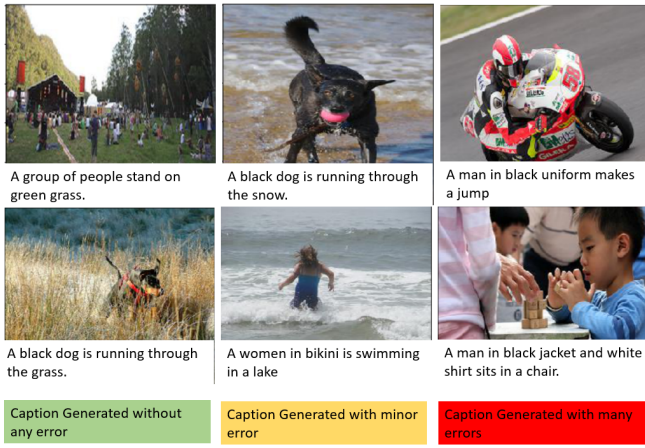 A group of people stand on
green grass.
A black dog is running through
the snow.
A man in black uniform makes
a jump
A black dog is running through
the grass.
A women in bikini is swimming
in a lake
A man in black jacket and white
shirt sits in a chair.
Caption Generated without
any error
Caption Generated with minor
error
Caption Generated with many
errors